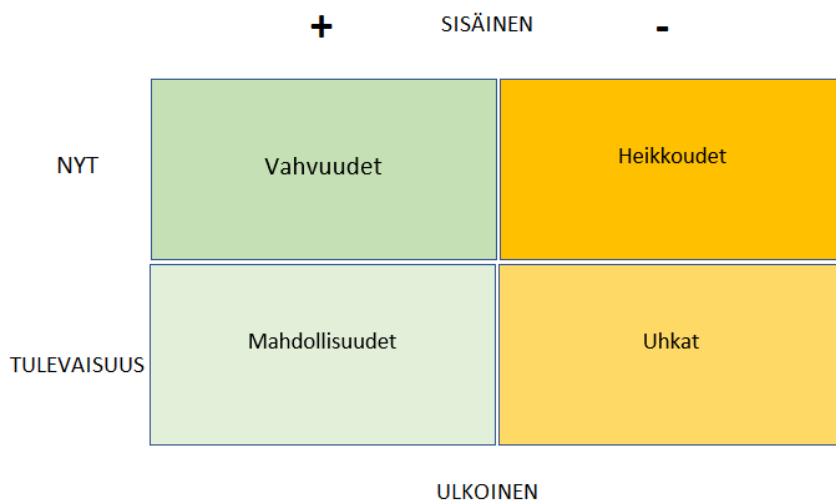 + SISÄINEN -
NYT
Vahvuudet
Heikkoudet
TULEVAISUUS
Mahdollisuudet
Uhkat
ULKOINEN